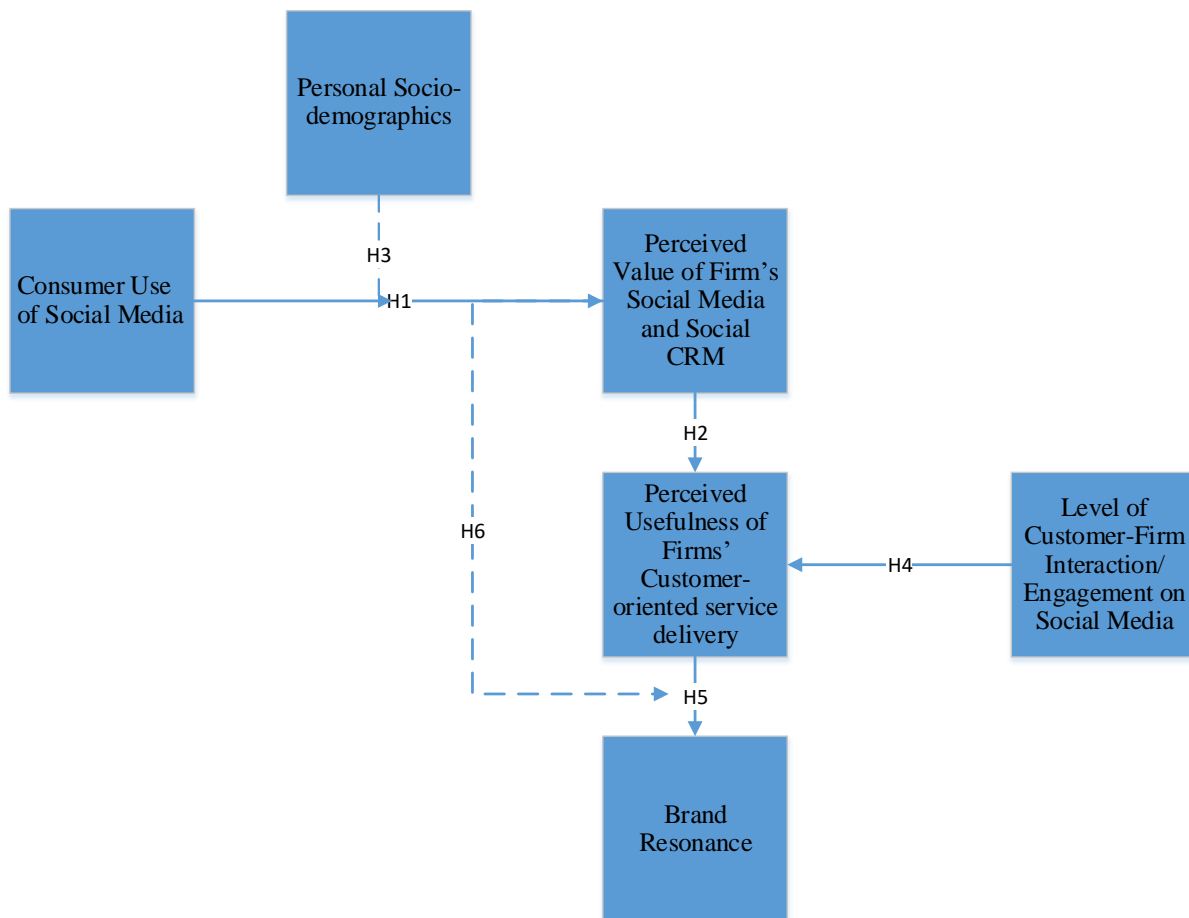 Personal Socio-
demographics
H3
Consumer Use
of Social Media
H1
Perceived
Value of Firm’s
Social Media
and Social
CRM
H2
H6
Perceived
Usefulness of
Firms’
Customer-
oriented service
delivery
H4
Level of
Customer-Firm
Interaction/
Engagement on
Social Media
H5
Brand
Resonance